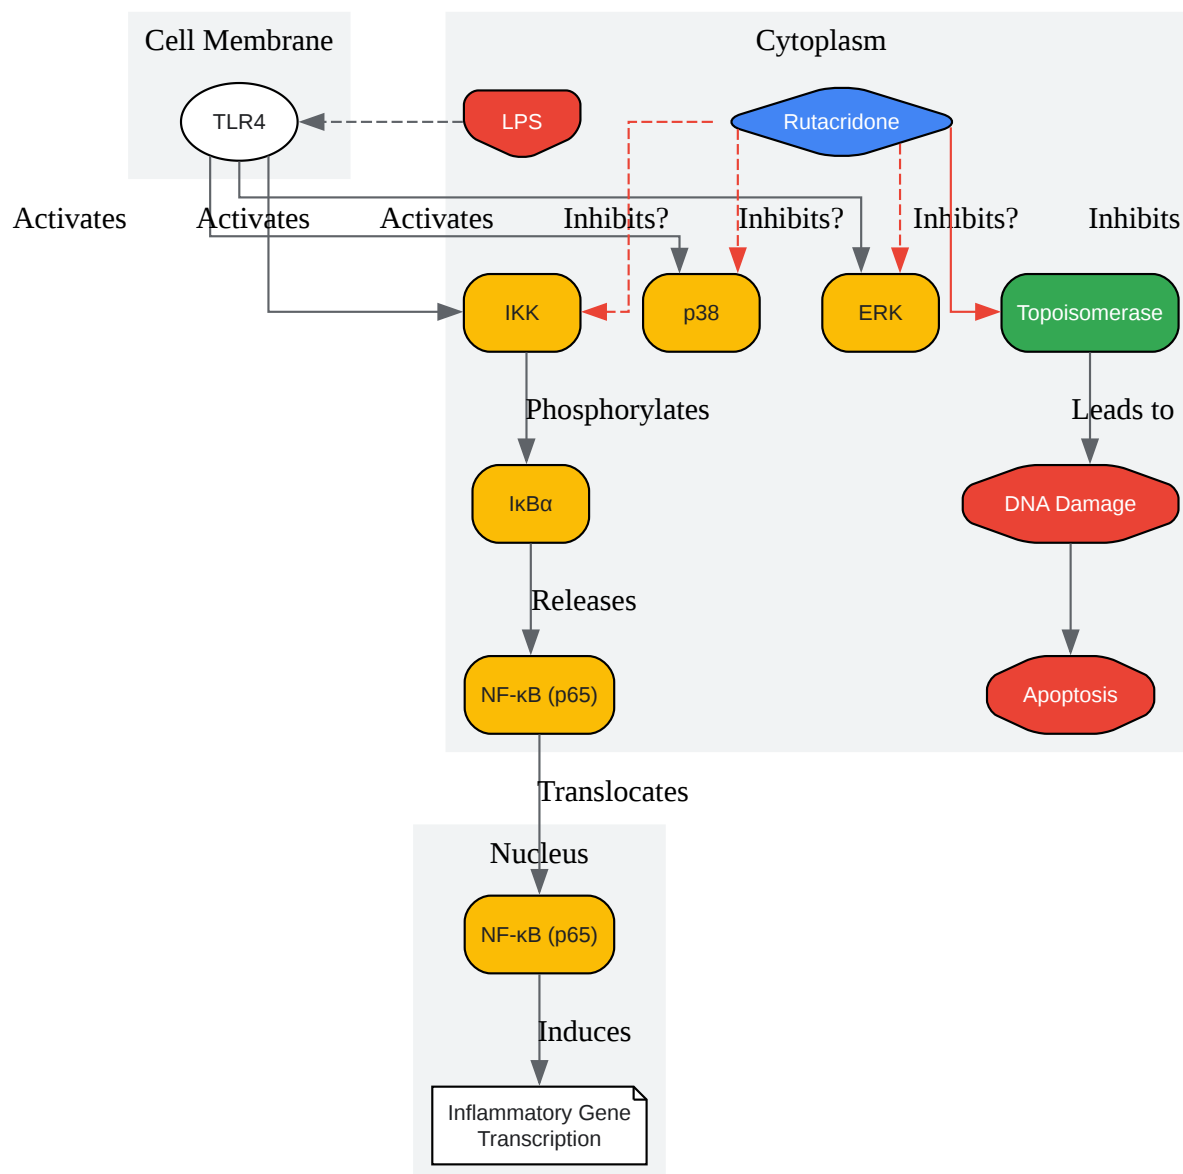 Cell Membrane
Cytoplasm
TLR4
LPS
Rutacridone
Activates
Activates
Activates
Inhibits?
Inhibits?
Inhibits?
Inhibits
IKK
p38
ERK
Topoisomerase
Phosphorylates
Leads to
IκBα
DNA Damage
Releases
NF-κB (p65)
Apoptosis
Translocates
Nucleus
NF-κB (p65)
Induces
Inflammatory Gene
Transcription